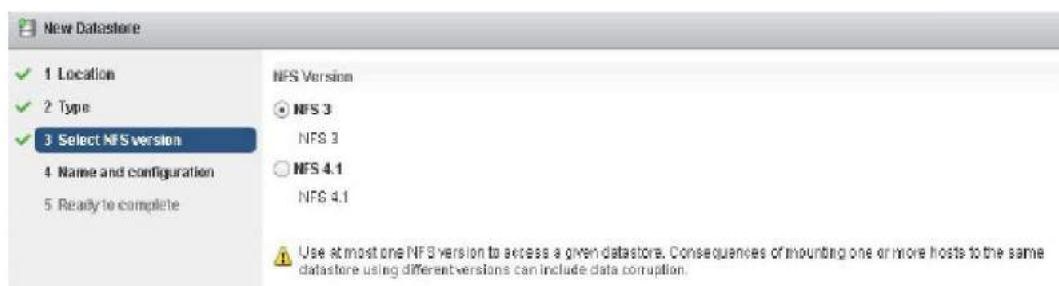 New Datastore
1 Location
2 Type
3 Select NFS version
4 Name and configuration
5 Ready to complete
NFS Version
NFS 3
NFS 3
NFS 4.1
NFS 4.1
Use at most one NFS version to access a given datastore. Consequences of mounting one or more hosts to the same
datastore using different versions can include data corruption.